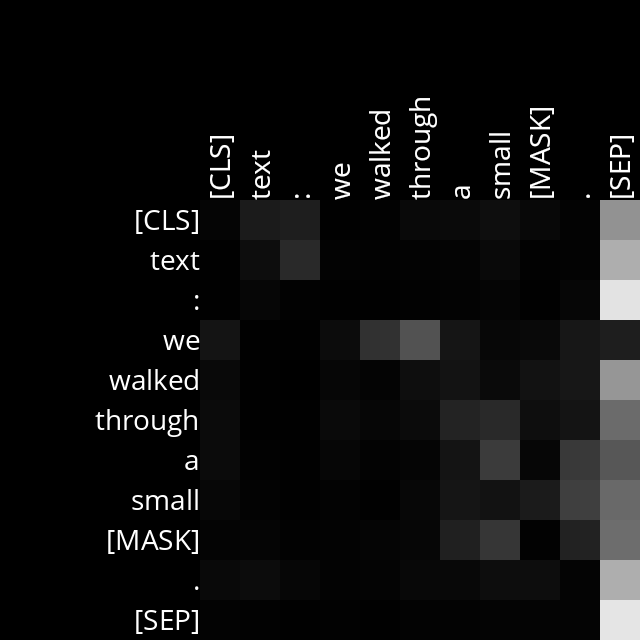 [CLS] text : we walked through a small [MASK] . [SEP]
[CLS]
text
:
we
walked
through
a
small
[MASK]
.
[SEP]